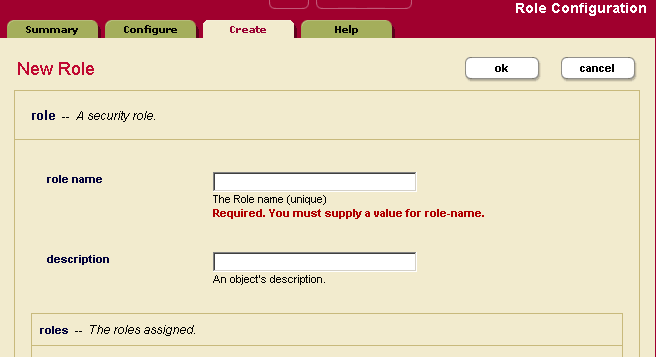 Role Configuration
Summary Configure Create Help
New Role ok cancel
role -- A security role.
role name
The Role name (unique)
Required. You must supply a value for role-name.
description
An object's description.
roles -- The roles assigned.